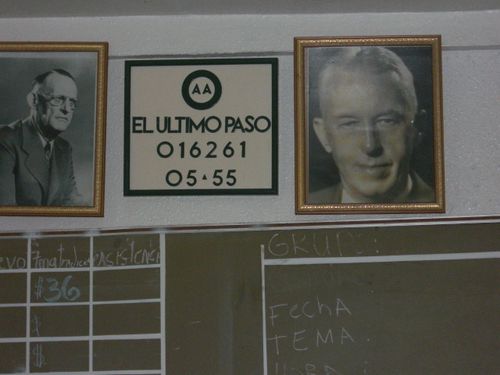 AA
EL ULTIMO PASO
016261
05▲55
GRUPO:
$36
$
$
Fecha
TEMA.